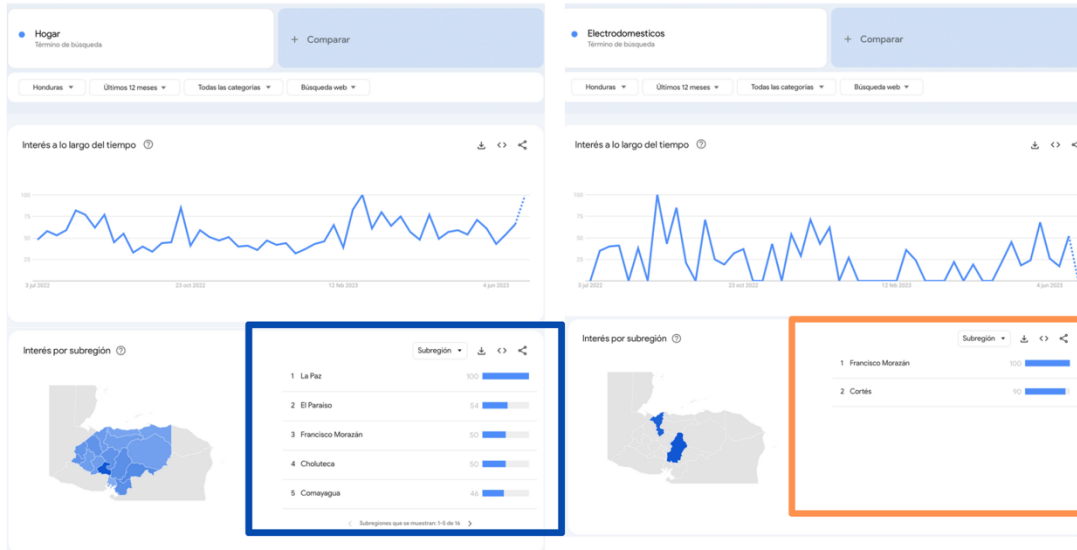 Hogar
Término de búsqueda
+ Comparar
Honduras
Últimos 12 meses
Todas las categorías
Búsqueda web
Interés a lo largo del tiempo
100
75
50
25
3 jul 2022
23 oct 2022
12 feb 2023
4 jun 2023
Interés por subregión
Subregión
1 La Paz 100
2 El Paraíso 54
3 Francisco Morazán 50
4 Choluteca 50
5 Comayagua 46
Subregiones que se muestran: 1-5 de 16
Electrodomesticos
Término de búsqueda
+ Comparar
Honduras
Últimos 12 meses
Todas las categorías
Búsqueda web
Interés a lo largo del tiempo
100
75
50
25
3 jul 2022
23 oct 2022
12 feb 2023
4 jun 2023
Interés por subregión
Subregión
1 Francisco Morazán 100
2 Cortés 90